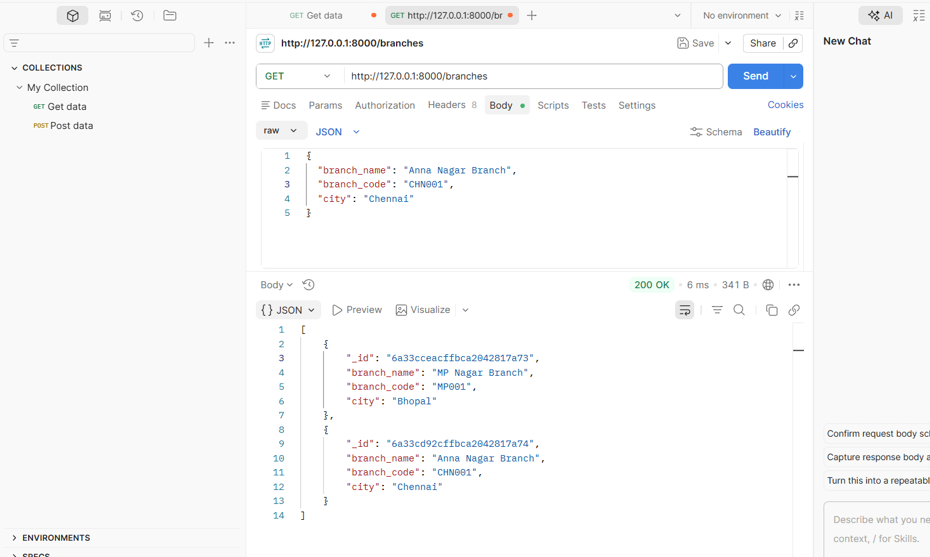 GET Get data
GET http://127.0.0.1:8000/br
No environment
AI
http://127.0.0.1:8000/branches
Save
Share
New Chat
COLLECTIONS
My Collection
GET Get data
POST Post data
GET
http://127.0.0.1:8000/branches
Send
Docs Params Authorization Headers 8 Body Scripts Tests Settings Cookies
raw JSON Schema Beautify
1 {
2 "branch_name": "Anna Nagar Branch",
3 "branch_code": "CHN001",
4 "city": "Chennai"
5 }
Body 200 OK 6 ms 341 B
{} JSON Preview Visualize
1 [
2 {
3 "_id": "6a33cceacffbca2042817a73",
4 "branch_name": "MP Nagar Branch",
5 "branch_code": "MP001",
6 "city": "Bhopal"
7 },
8 {
9 "_id": "6a33cd92cffbca2042817a74",
10 "branch_name": "Anna Nagar Branch",
11 "branch_code": "CHN001",
12 "city": "Chennai"
13 }
14 ]
Confirm request body sc
Capture response body a
Turn this into a repeatabl
Describe what you ne
context, / for Skills.
ENVIRONMENTS
SPECS